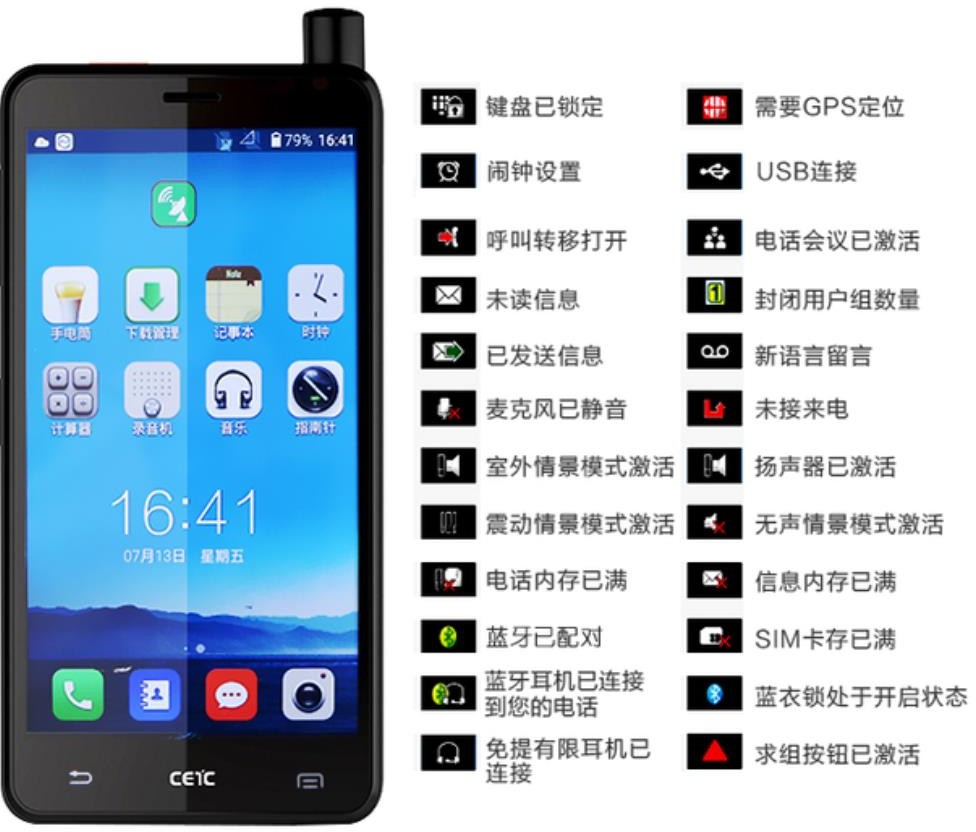 79% 16:41
Note
手电筒 下载管理 记事本 时钟
计算器 录音机 音乐 指南针
16:41
07月13日 星期五
CETC
键盘已锁定
需要GPS定位
闹钟设置
USB连接
呼叫转移打开
电话会议已激活
未读信息
1
封闭用户组数量
已发送信息
新语言留言
麦克风已静音
未接来电
室外情景模式激活
扬声器已激活
震动情景模式激活
无声情景模式激活
电话内存已满
信息内存已满
蓝牙已配对
SIM卡存已满
蓝牙耳机已连接
到您的电话
蓝衣锁处于开启状态
免提有限耳机已
连接
求组按钮已激活